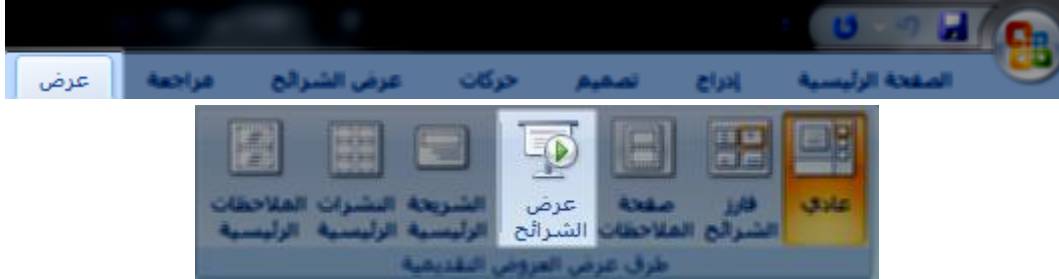 الصفحة الرئيسية إدراج تصميم حركات عرض الشرائح مراجعة عرض
عادي فارز الشرائح صفحة الملاحظات عرض الشرائح الشريحة الرئيسية النشرات الرئيسية الملاحظات الرئيسية
طرق عرض العروض التقديمية